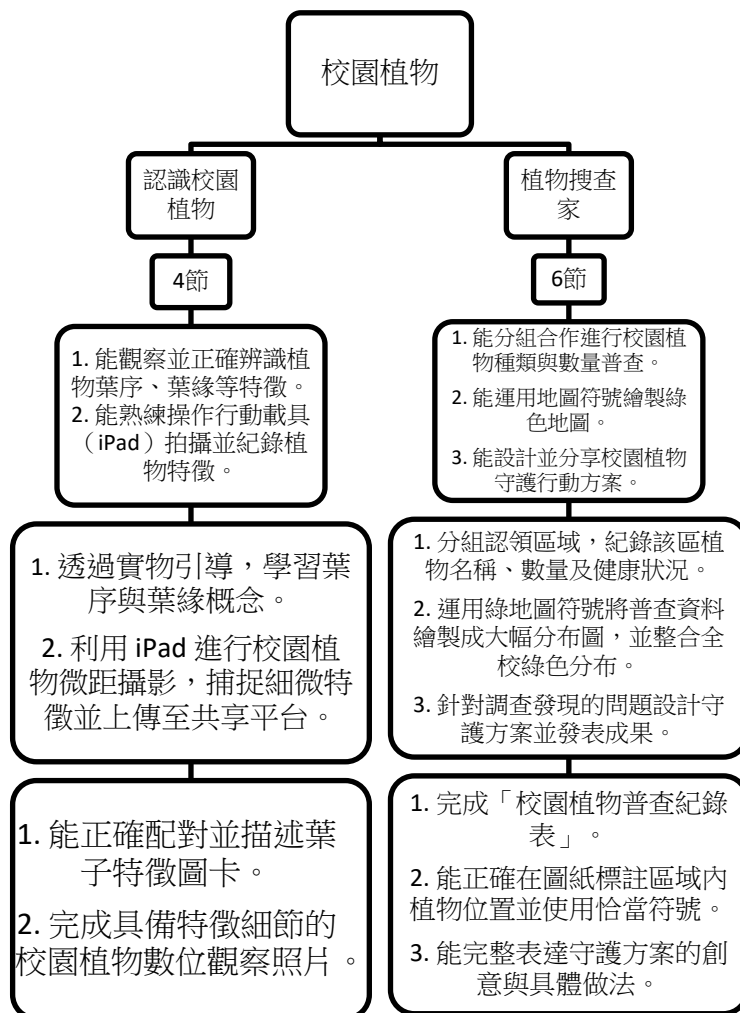 校園植物
認識校園
植物
4節
1. 能觀察並正確辨識植
物葉序、葉緣等特徵。
2. 能熟練操作行動載具
（iPad）拍攝並紀錄植
物特徵。
1. 透過實物引導，學習葉
序與葉緣概念。
2. 利用 iPad 進行校園植
物微距攝影，捕捉細微特
徵並上傳至共享平台。
1. 能正確配對並描述葉
子特徵圖卡。
2. 完成具備特徵細節的
校園植物數位觀察照片。
植物搜查
家
6節
1. 能分組合作進行校園植
物種類與數量普查。
2. 能運用地圖符號繪製綠
色地圖。
3. 能設計並分享校園植物
守護行動方案。
1. 分組認領區域，紀錄該區植
物名稱、數量及健康狀況。
2. 運用綠地圖符號將普查資料
繪製成大幅分布圖，並整合全
校綠色分布。
3. 針對調查發現的問題設計守
護方案並發表成果。
1. 完成「校園植物普查紀錄
表」。
2. 能正確在圖紙標註區域內
植物位置並使用恰當符號。
3. 能完整表達守護方案的創
意與具體做法。